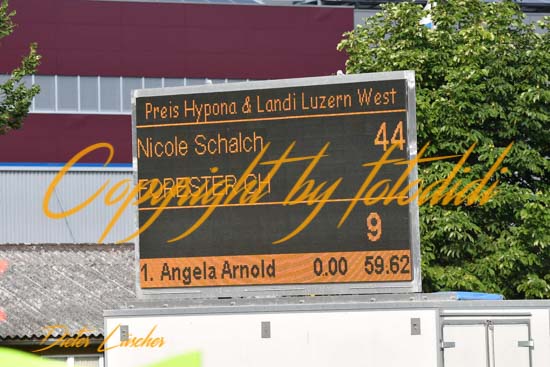 Preis Hypona & Landi Luzern West
Nicole Schalch 44
FORRESTER CH
9
1. Angela Arnold 0.00 59.62
Copyright by fotodidi
Dieter Lüscher